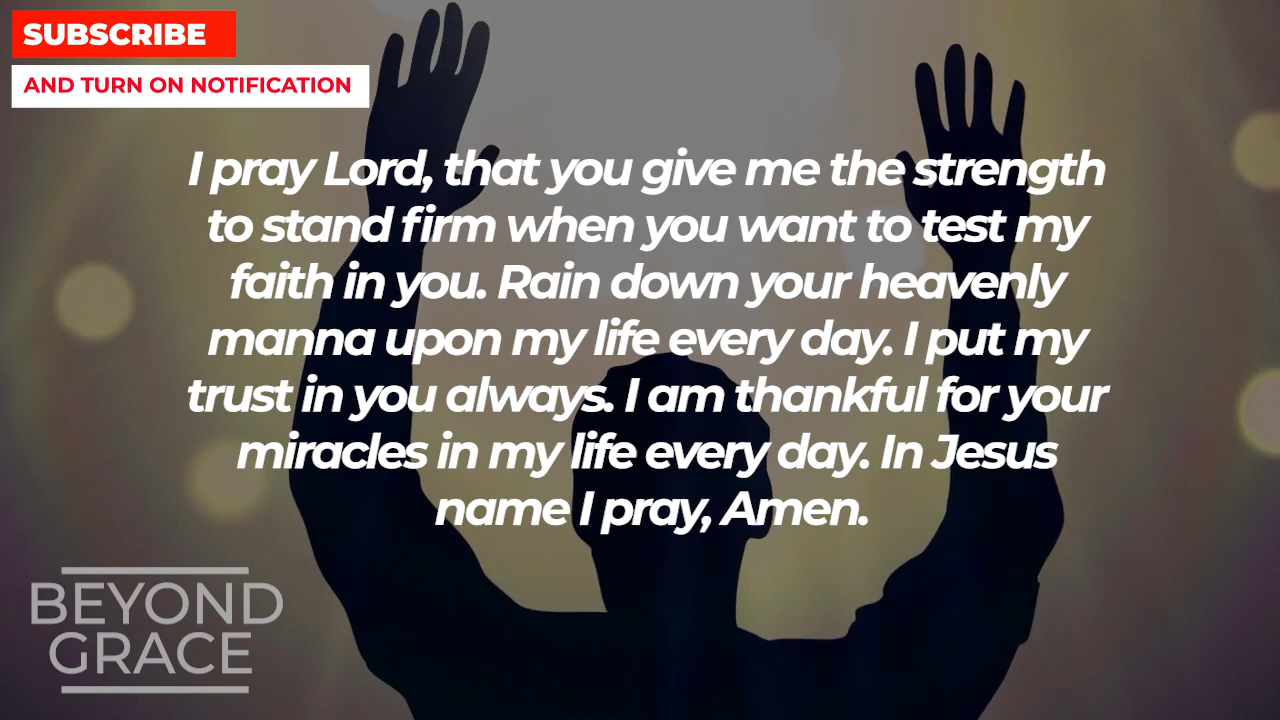 SUBSCRIBE
AND TURN ON NOTIFICATION
I pray Lord, that you give me the strength
to stand firm when you want to test my
faith in you. Rain down your heavenly
manna upon my life every day. I put my
trust in you always. I am thankful for your
miracles in my life every day. In Jesus
name I pray, Amen.
BEYOND
GRACE